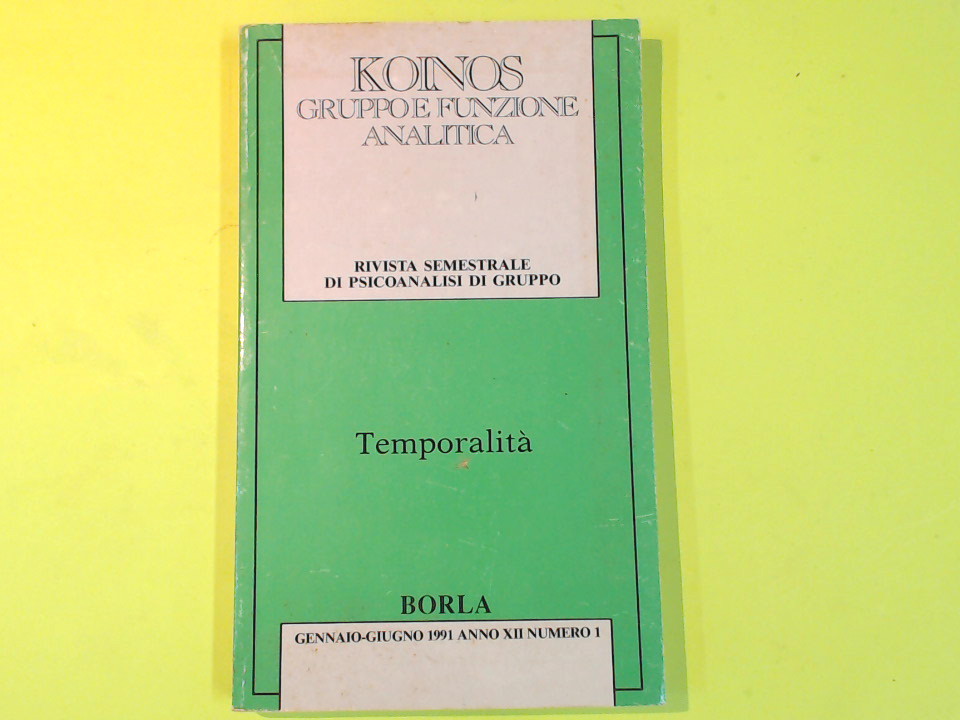 KOINOS
GRUPPO E FUNZIONE
ANALITICA
RIVISTA SEMESTRALE
DI PSICOANALISI DI GRUPPO
Temporalità
BORLA
GENNAIO-GIUGNO 1991 ANNO XII NUMERO 1